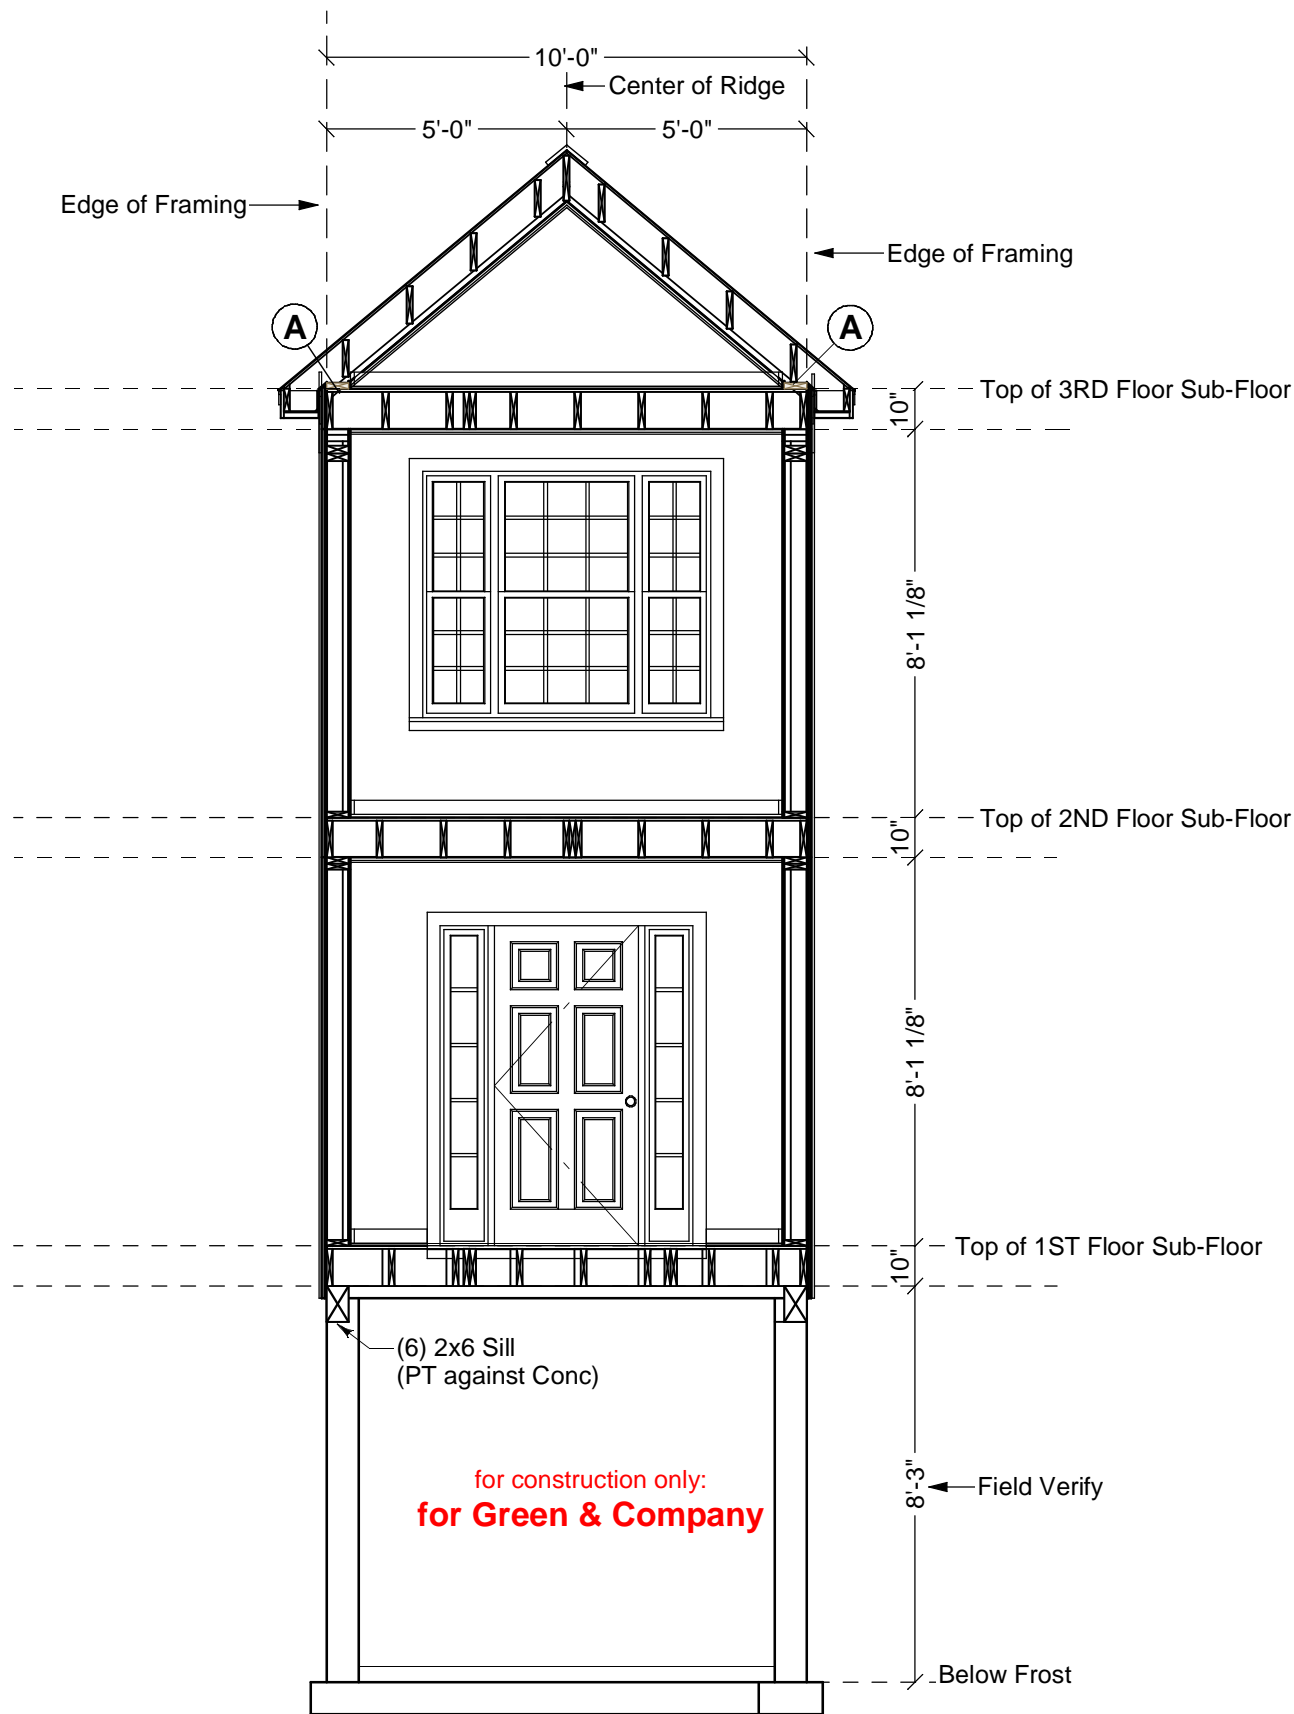 10'-0"
Center of Ridge
5'-0"
5'-0"
Edge of Framing
Edge of Framing
A
A
Top of 3RD Floor Sub-Floor
10"
8'-1 1/8"
Top of 2ND Floor Sub-Floor
10"
8'-1 1/8"
Top of 1ST Floor Sub-Floor
10"
(6) 2x6 Sill
(PT against Conc)
for construction only:
for Green & Company
8'-3"
Field Verify
Below Frost